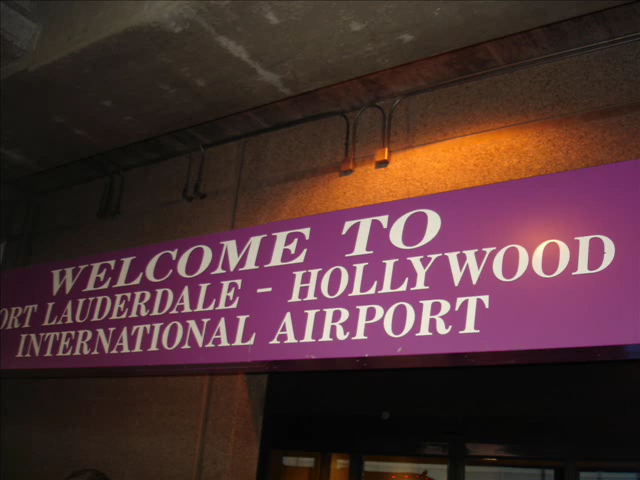 WELCOME TO
ORT LAUDERDALE - HOLLYWOOD
INTERNATIONAL AIRPORT